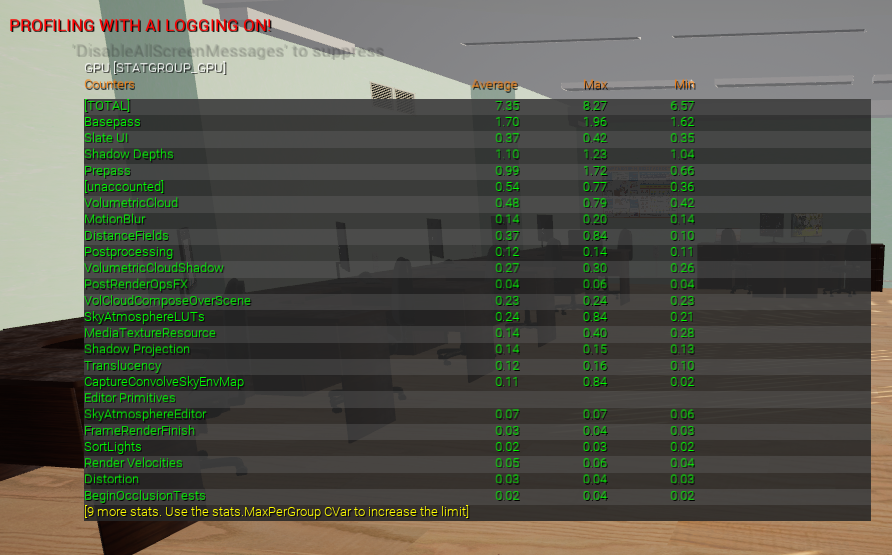 PROFILING WITH AI LOGGING ON!
'DisableAllScreenMessages' to suppress
GPU [STATGROUP_GPU]
Counters Average Max Min
[TOTAL] 7.35 8.27 6.57
Basepass 1.70 1.96 1.62
Slate UI 0.37 0.42 0.35
Shadow Depths 1.10 1.23 1.04
Prepass 0.99 1.72 0.66
[unaccounted] 0.54 0.77 0.36
VolumetricCloud 0.48 0.79 0.42
MotionBlur 0.14 0.20 0.14
DistanceFields 0.37 0.84 0.10
Postprocessing 0.12 0.14 0.11
VolumetricCloudShadow 0.27 0.30 0.26
PostRenderOpsFX 0.04 0.06 0.04
VolCloudComposeOverScene 0.23 0.24 0.23
SkyAtmosphereLUTs 0.24 0.84 0.21
MediaTextureResource 0.14 0.40 0.28
Shadow Projection 0.14 0.15 0.13
Translucency 0.12 0.16 0.10
CaptureConvolveSkyEnvMap 0.11 0.84 0.02
Editor Primitives
SkyAtmosphereEditor 0.07 0.07 0.06
FrameRenderFinish 0.03 0.04 0.03
SortLights 0.02 0.03 0.02
Render Velocities 0.05 0.06 0.04
Distortion 0.03 0.04 0.03
BeginOcclusionTests 0.02 0.04 0.02
[9 more stats. Use the stats.MaxPerGroup CVar to increase the limit]